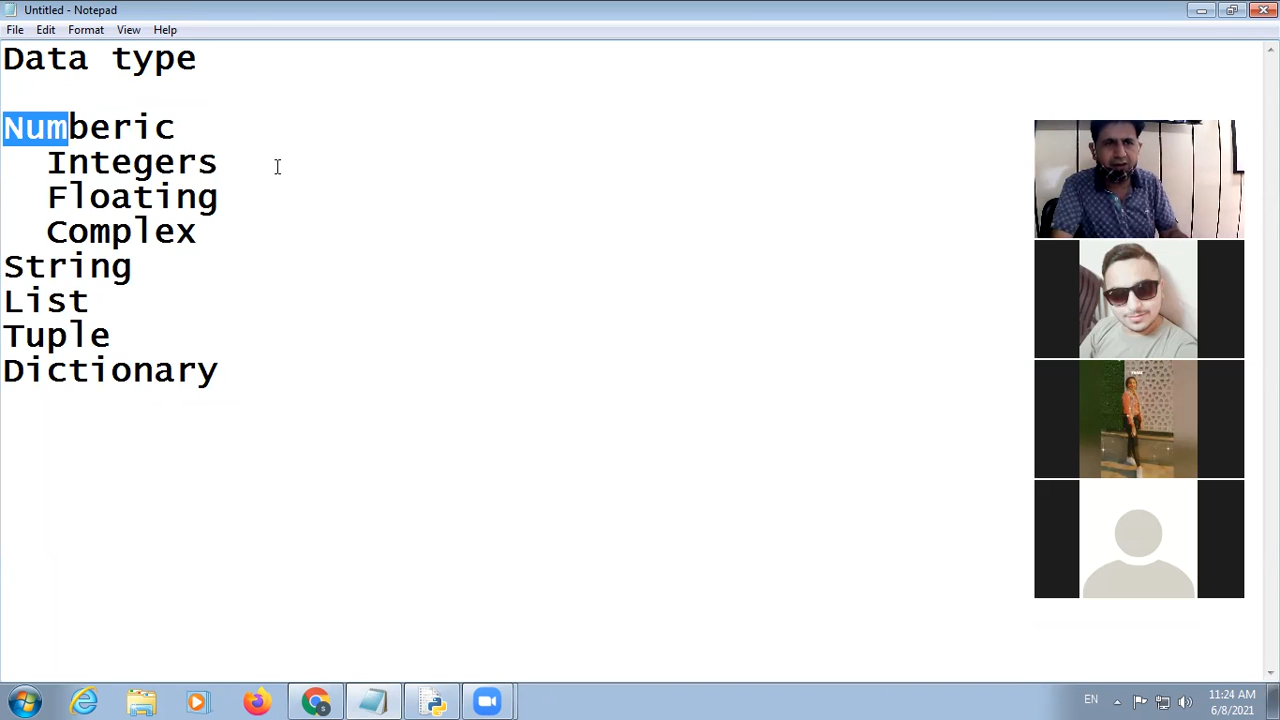 Untitled - Notepad
File Edit Format View Help
Data type
Numberic
Integers
Floating
Complex
String
List
Tuple
Dictionary
EN
11:24 AM
6/8/2021